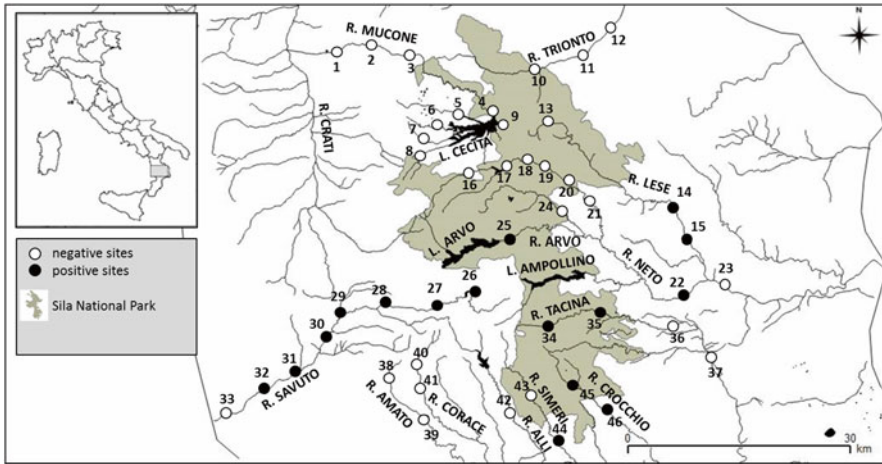 N
R. MUCONE
R. TRIONTO
12
1
2
3
10
11
R. CRATI
5
4
6
9
13
7
8
L. CECITA
16
17
18
19
20
R. LESE
14
24
21
15
L. ARVO
25
R. ARVO
L. AMPOLLINO
R. NETO
22
23
negative sites
positive sites
Sila National Park
29
28
27
26
R. TACINA
35
34
36
30
37
31
32
33
R. SAVUTO
38
40
41
R. AMATO
R. CORACE
39
43
42
R. SIMERI
R. ALLI
44
45
R. CROCCHIO
46
0
30
km